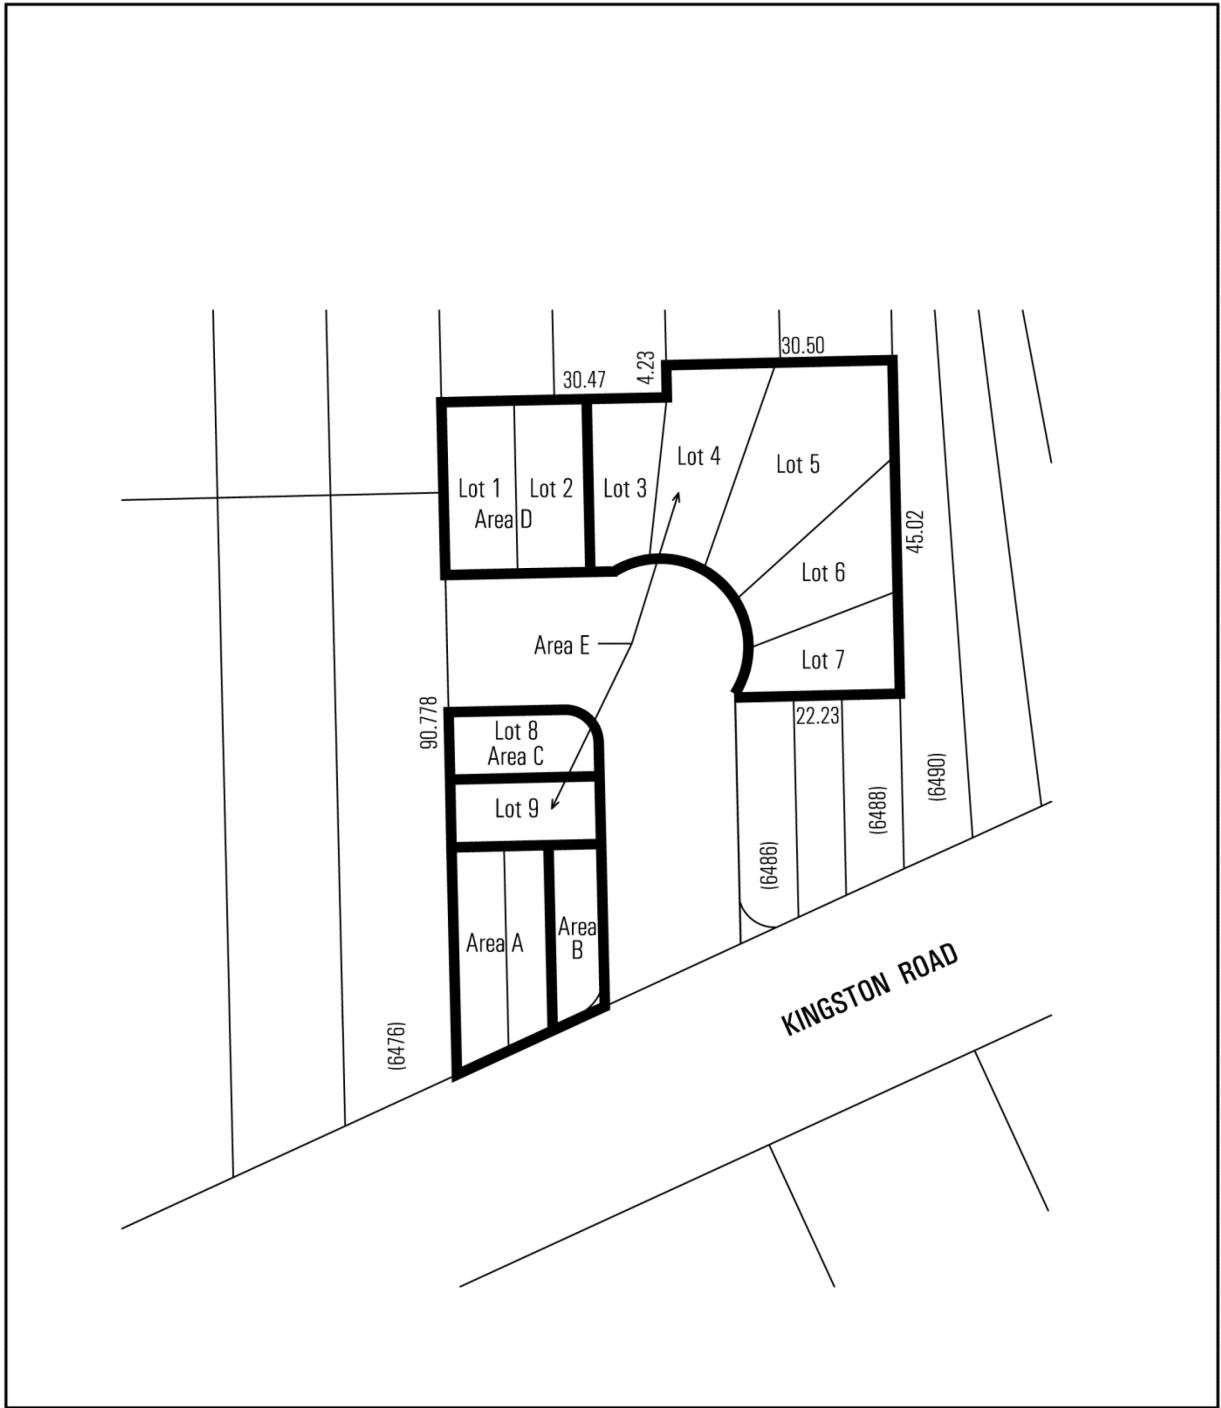 30.50
4.23
30.47
Lot 4
Lot 5
Lot 1
Lot 2
Lot 3
Area D
45.02
Lot 6
Area E
Lot 7
90.778
22.23
Lot 8
Area C
(6490)
Lot 9
(6488)
(6486)
Area A
Area
B
KINGSTON ROAD
(6476)